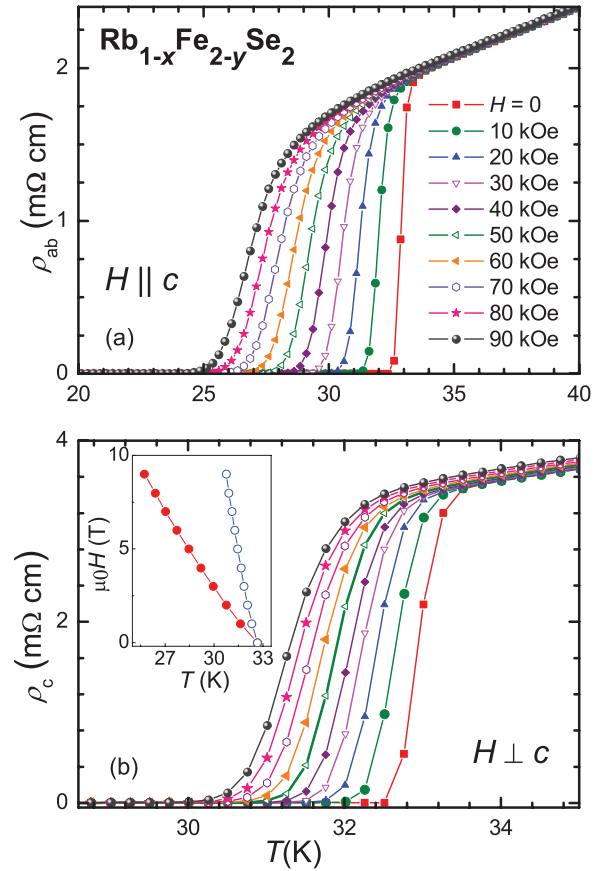 (a)
Rb1-xFe2-ySe2
H = 0
10 kOe
20 kOe
30 kOe
40 kOe
50 kOe
60 kOe
70 kOe
80 kOe
90 kOe
H || c
ρab (mΩ cm)
0
1
2
20 25 30 35 40
(b)
H ⊥ c
ρc (mΩ cm)
0
2
4
30 32 34
T(K)
μ0H (T)
0
5
10
27 30 33
T (K)